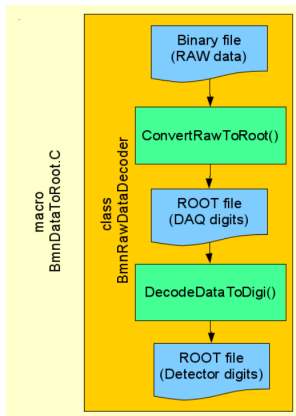 macro
BmnDataToRoot.C
class
BmnRawDataDecoder
Binary file
(RAW data)
ConvertRawToRoot()
ROOT file
(DAQ digits)
DecodeDataToDigi()
ROOT file
(Detector digits)